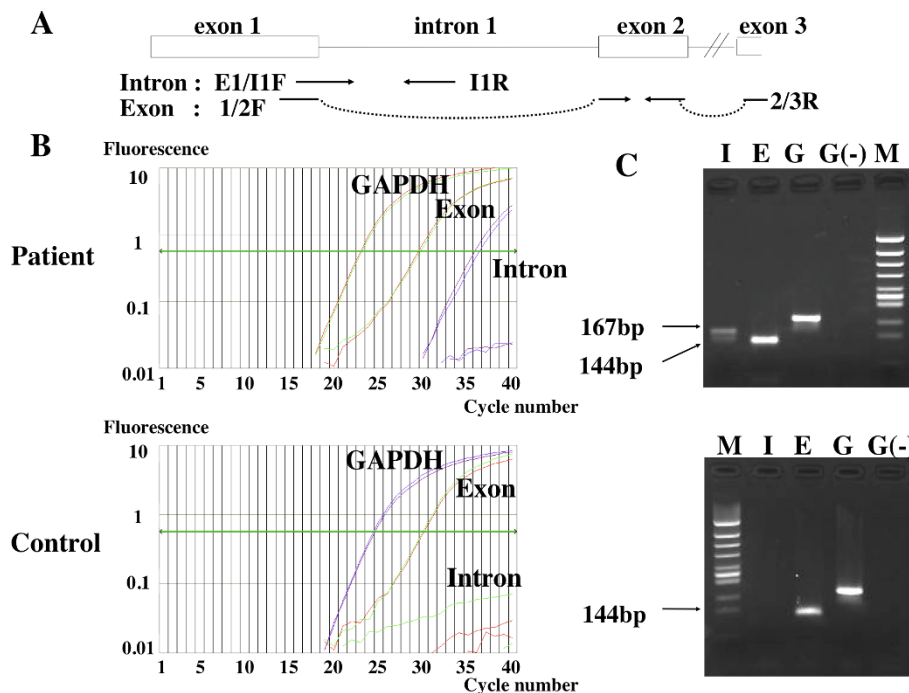 A
exon 1 intron 1 exon 2 exon 3
Intron : E1/I1F I1R
Exon : 1/2F 2/3R
B
Fluorescence
10
1
0.1
0.01
GAPDH
Exon
Intron
Patient
1 5 10 15 20 25 30 35 40
Cycle number
Fluorescence
10
1
0.1
0.01
GAPDH
Exon
Intron
Control
1 5 10 15 20 25 30 35 40
Cycle number
C
I E G G(-) M
167bp
144bp
M I E G G(-)
144bp